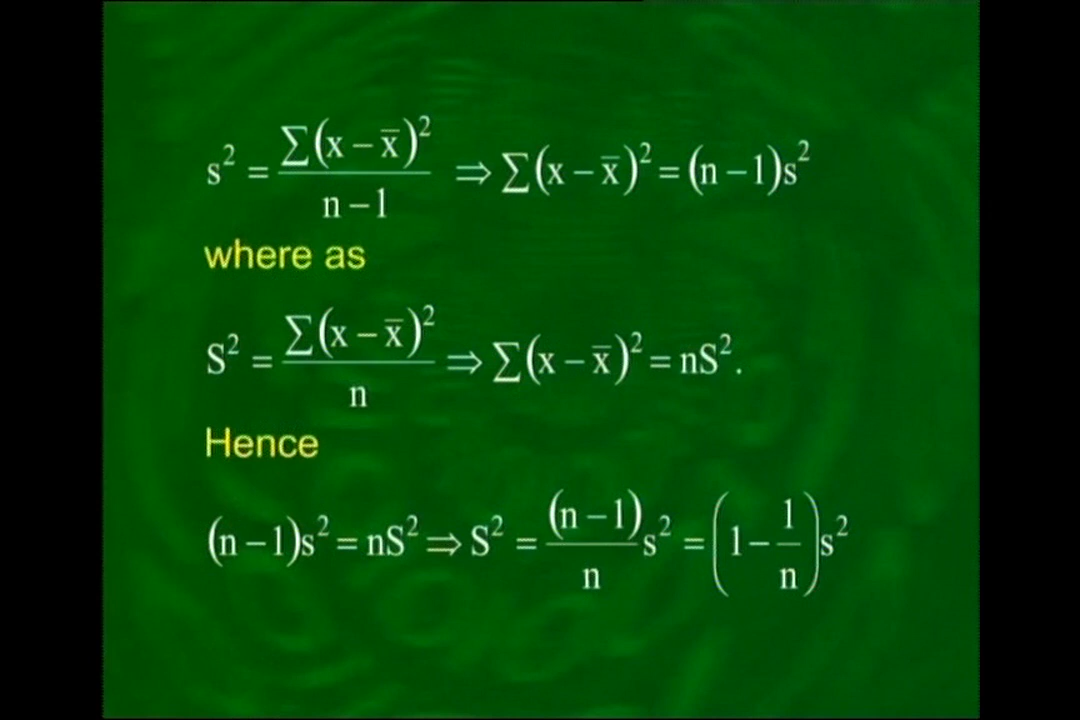 s² = ∑(x − x̄)² / n − 1 ⇒ ∑(x − x̄)² = (n − 1)s²
where as
S² = ∑(x − x̄)² / n ⇒ ∑(x − x̄)² = nS².
Hence
(n − 1)s² = nS² ⇒ S² = (n − 1) / n s² = (1 − 1/n)s²